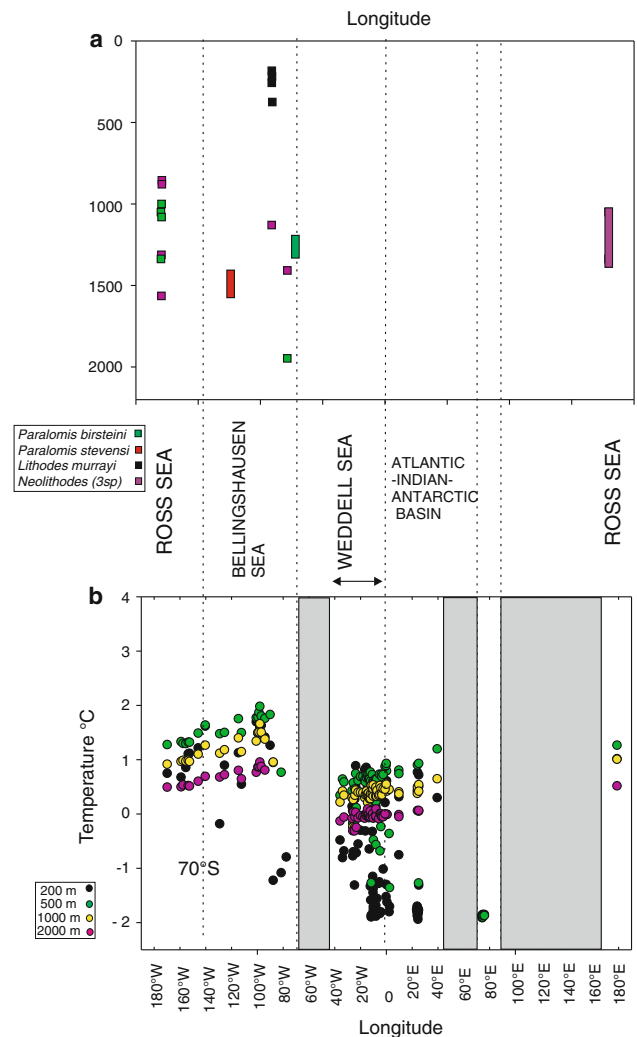 Longitude
a
0
500
1000
1500
2000
Paralomis birsteini
Paralomis stevensi
Lithodes murrayi
Neolithodes (3sp)
ROSS SEA
BELLINGSHAUSEN
SEA
WEDDELL SEA
ATLANTIC
-INDIAN-
ANTARCTIC
BASIN
ROSS SEA
b
4
3
2
1
0
-1
-2
Temperature °C
70°S
200 m
500 m
1000 m
2000 m
180°W
160°W
140°W
120°W
100°W
80°W
60°W
40°W
20°W
0
20°E
40°E
60°E
80°E
100°E
120°E
140°E
160°E
180°E
Longitude